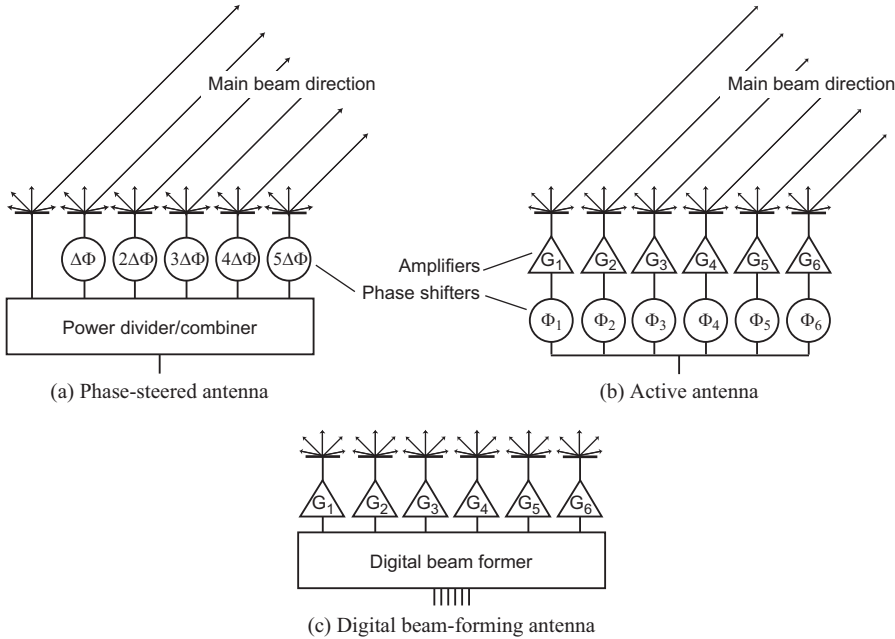 Main beam direction
Main beam direction
ΔΦ 2ΔΦ 3ΔΦ 4ΔΦ 5ΔΦ
Amplifiers
G1 G2 G3 G4 G5 G6
Phase shifters
Power divider/combiner
Φ1 Φ2 Φ3 Φ4 Φ5 Φ6
(a) Phase-steered antenna
(b) Active antenna
G1 G2 G3 G4 G5 G6
Digital beam former
(c) Digital beam-forming antenna